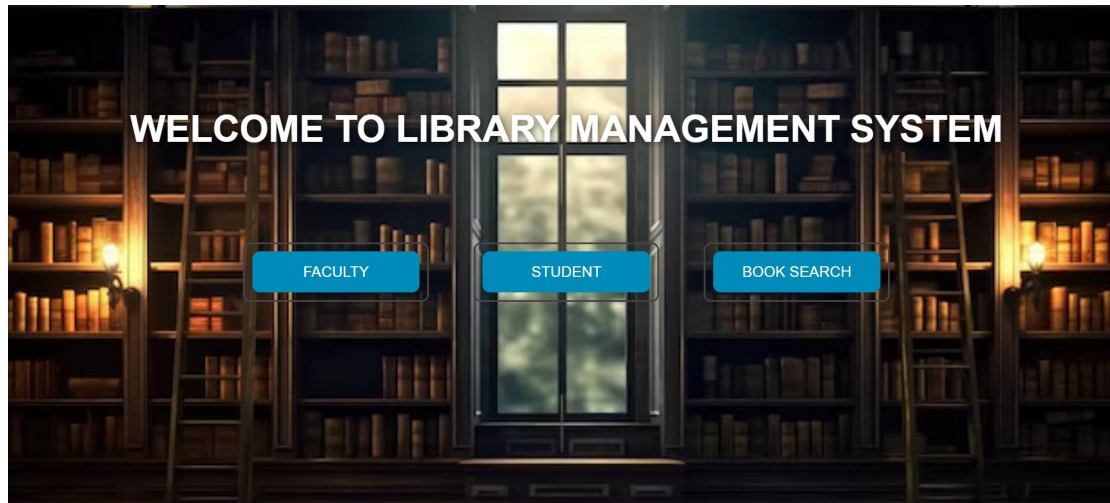 WELCOME TO LIBRARY MANAGEMENT SYSTEM
FACULTY
STUDENT
BOOK SEARCH